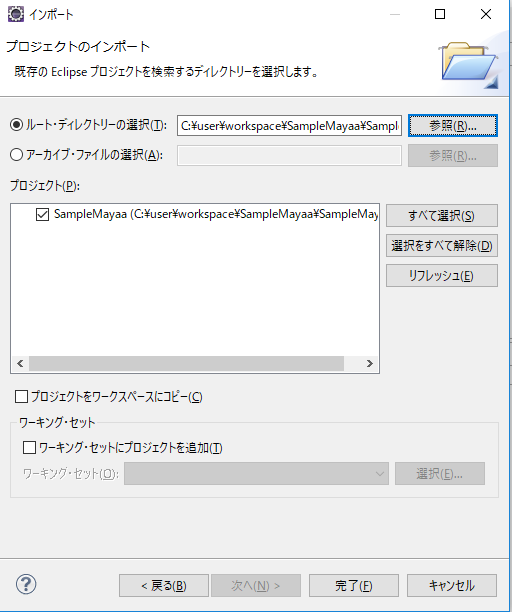 インポート
プロジェクトのインポート
既存の Eclipse プロジェクトを検索するディレクトリーを選択します。
ルート・ディレクトリーの選択(T): C:¥user¥workspace¥SampleMayaa¥Sampl 参照(R)...
アーカイブ・ファイルの選択(A): 参照(R)...
プロジェクト(P):
SampleMayaa (C:¥user¥workspace¥SampleMayaa¥SampleMay
すべて選択(S)
選択をすべて解除(D)
リフレッシュ(E)
プロジェクトをワークスペースにコピー(C)
ワーキング・セット
ワーキング・セットにプロジェクトを追加(T)
ワーキング・セット(O): 選択(E)...
? < 戻る(B) 次へ(N) > 完了(F) キャンセル